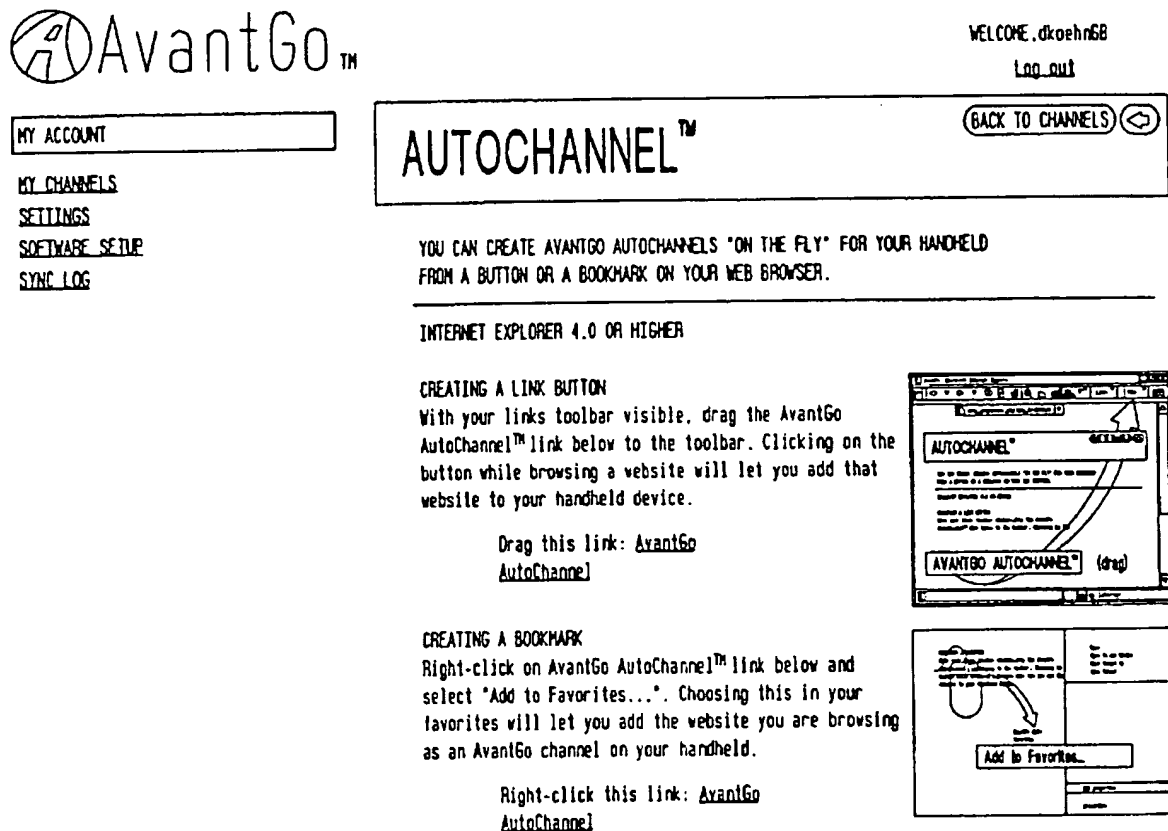 AvantGo TM
WELCOME.dkoehn68
Log out
MY ACCOUNT
MY CHANNELS
SETTINGS
SOFTWARE SETUP
SYNC LOG
AUTOCHANNEL™
BACK TO CHANNELS
YOU CAN CREATE AVANTGO AUTOCHANNELS "ON THE FLY" FOR YOUR HANDHELD
FROM A BUTTON OR A BOOKMARK ON YOUR WEB BROWSER.
INTERNET EXPLORER 4.0 OR HIGHER
CREATING A LINK BUTTON
With your links toolbar visible, drag the AvantGo
AutoChannel™ link below to the toolbar. Clicking on the
button while browsing a website will let you add that
website to your handheld device.
Drag this link: AvantGo
AutoChannel
AUTOCHANNEL"
AVANTGO AUTOCHANNEL"
(drag)
CREATING A BOOKMARK
Right-click on AvantGo AutoChannel™ link below and
select "Add to Favorites...". Choosing this in your
favorites will let you add the website you are browsing
as an AvantGo channel on your handheld.
Right-click this link: AvantGo
AutoChannel
Add to Favorites...